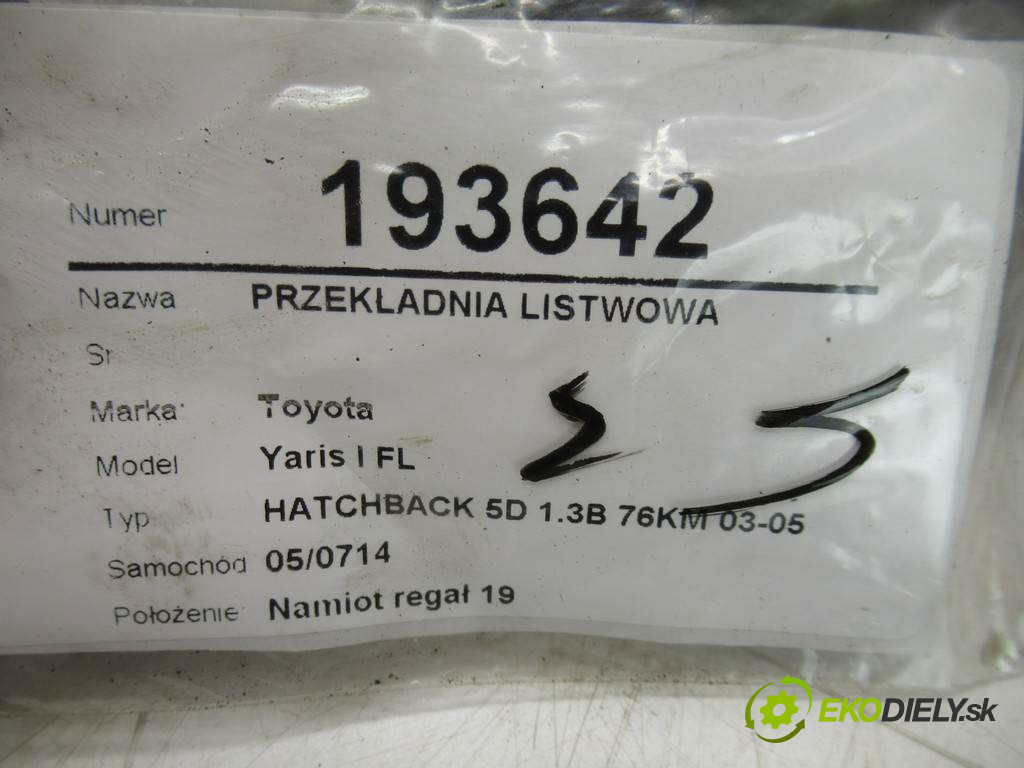 Numer 193642
Nazwa PRZEKŁADNIA LISTWOWA
Marka: Toyota
Model Yaris I FL
Typ HATCHBACK 5D 1.3B 76KM 03-05
Samochód 05/0714
Położenie Namiot regał 19
EKODIELY.sk